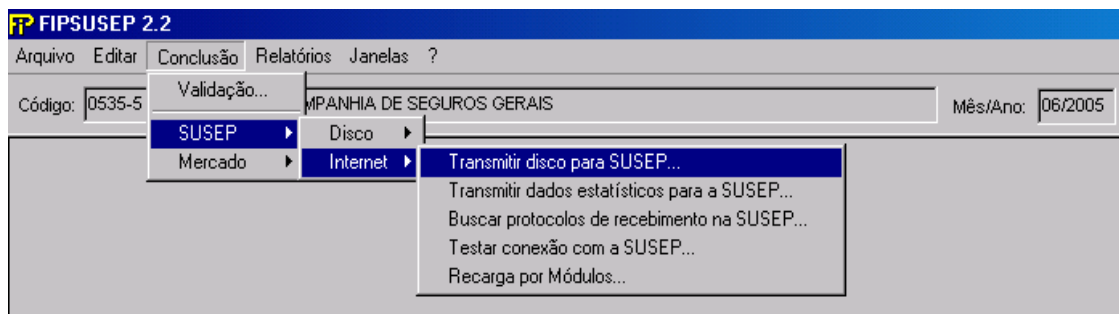 FIPSUSEP 2.2
Arquivo Editar Conclusão Relatórios Janelas ?
Código: 0535-5 MPANHIA DE SEGUROS GERAIS Mês/Ano: 06/2005
Validação...
SUSEP Disco
Mercado Internet Transmitir disco para SUSEP...
Transmitir dados estatísticos para a SUSEP...
Buscar protocolos de recebimento na SUSEP...
Testar conexão com a SUSEP...
Recarga por Módulos...